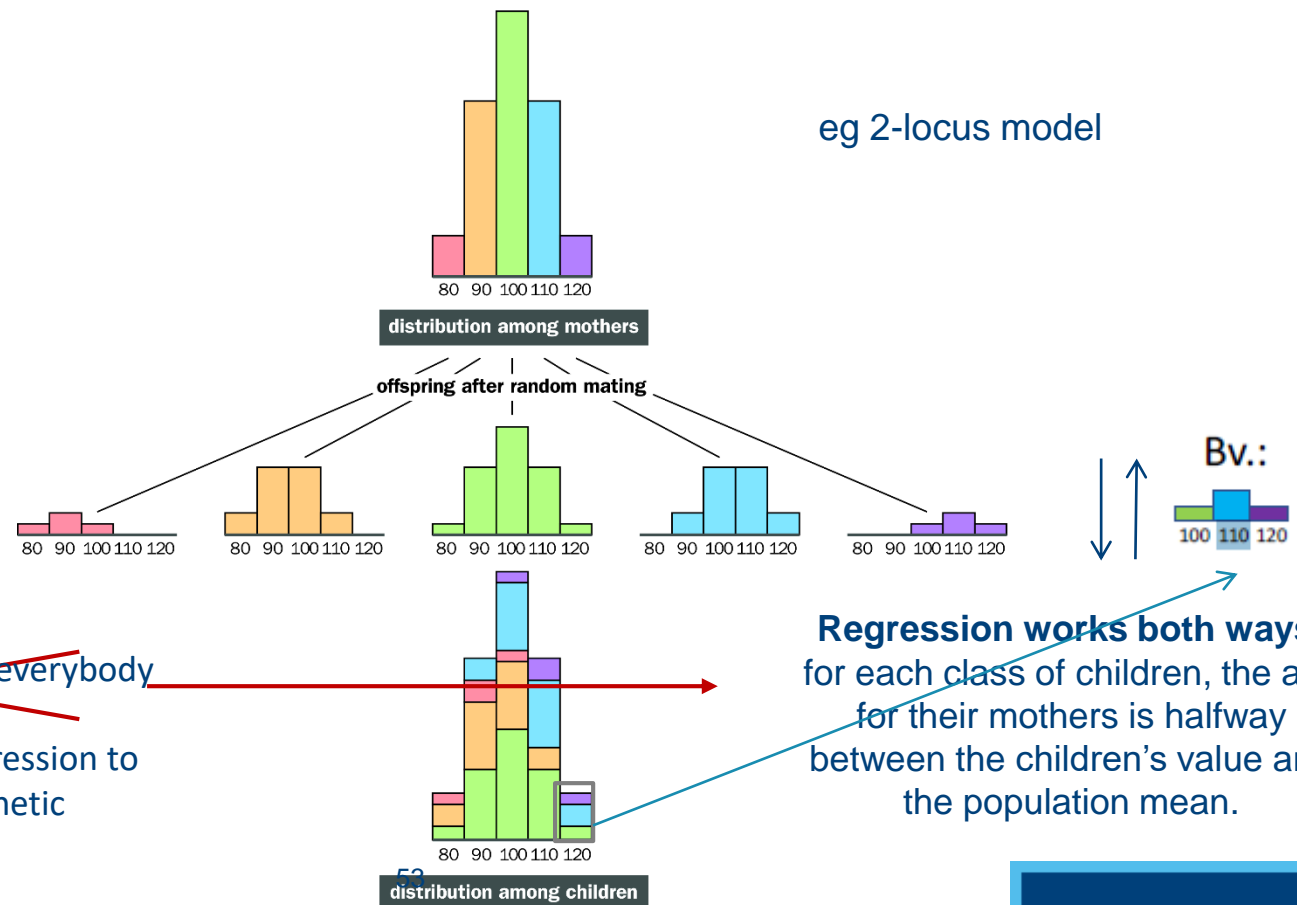 eg 2-locus model
80 90 100 110 120
distribution among mothers
offspring after random mating
80 90 100 110 120
80 90 100 110 120
80 90 100 110 120
80 90 100 110 120
80 90 100 110 120
Bv.:
100 110 120
everybody
ression to
netic
Regression works both ways
for each class of children, the a
for their mothers is halfway
between the children's value a
the population mean.
80 90 100 110 120
53
distribution among children